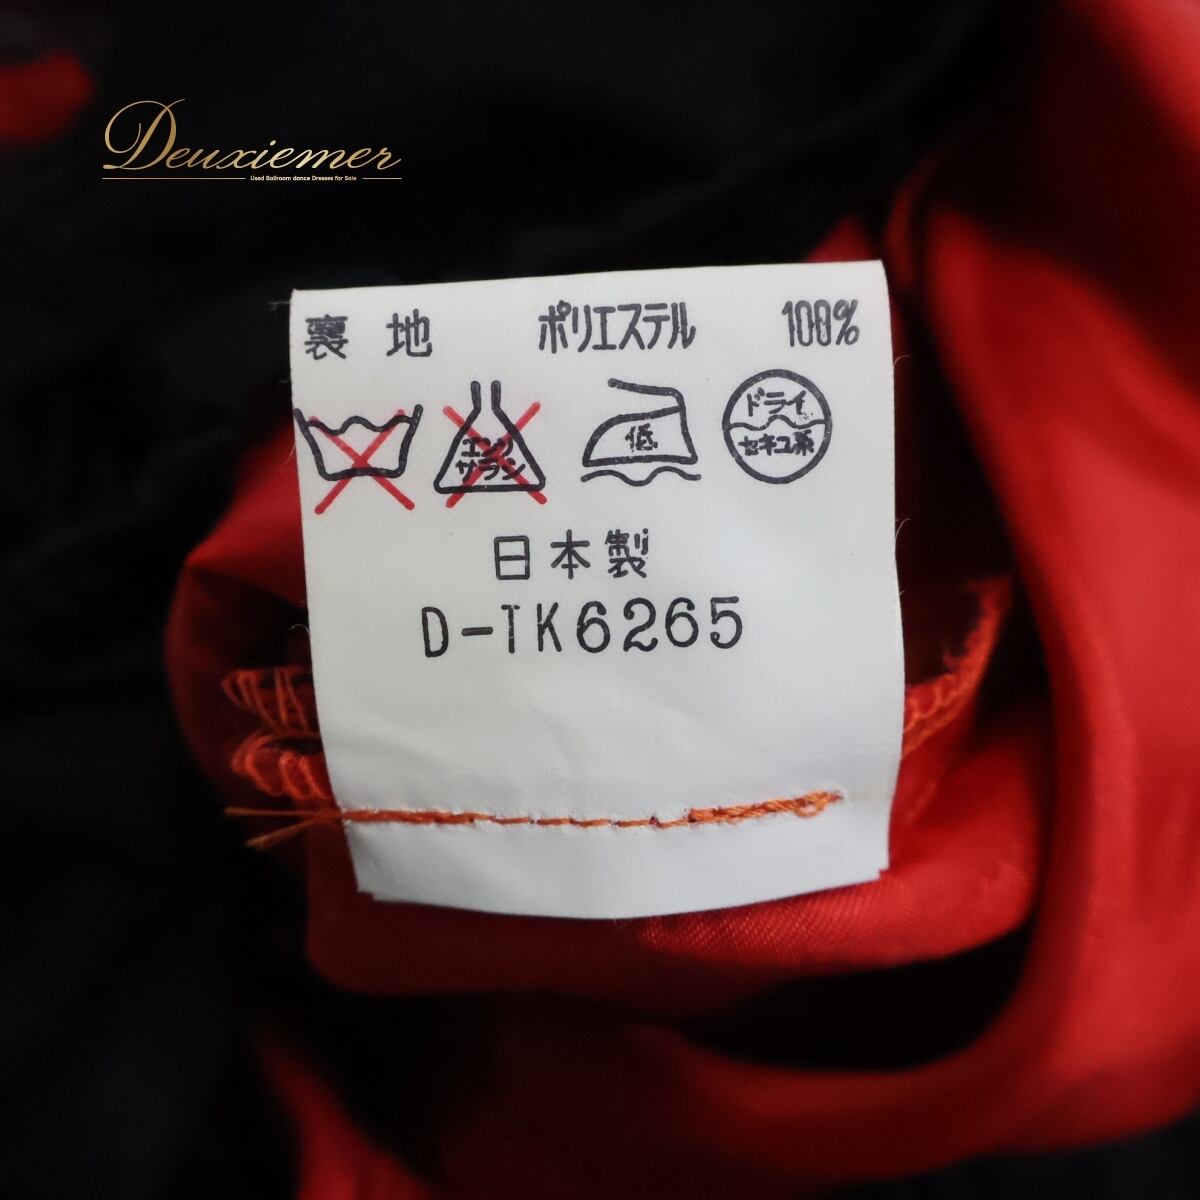 Deuxiemer
Used Ballroom dance Dresses for Sale
裏地 ポリエステル 100%
エンソ サラシ
低
ドライ
セキユ系
日本製
D-TK6265